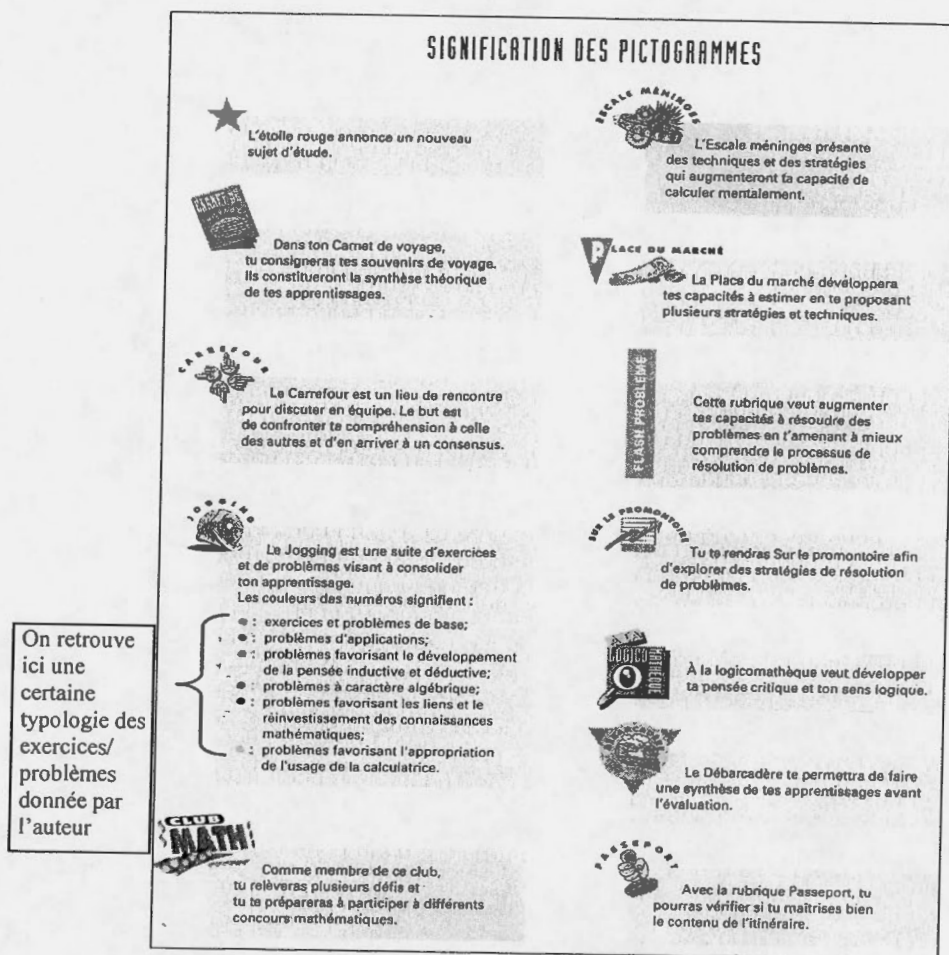 SIGNIFICATION DES PICTOGRAMMES
L'étoile rouge annonce un nouveau
sujet d'étude.
CARNET DE
Dans ton Carnet de voyage,
tu consigneras tes souvenirs de voyage.
Ils constitueront la synthèse théorique
de tes apprentissages.
CARREFOUR
Le Carrefour est un lieu de rencontre
pour discuter en équipe. Le but est
de confronter ta compréhension à celle
des autres et d'en arriver à un consensus.
JOGGING
Le Jogging est une suite d'exercices
et de problèmes visant à consolider
ton apprentissage.
Les couleurs des numéros signifient :
: exercices et problèmes de base;
: problèmes d'applications;
: problèmes favorisant le développement
de la pensée inductive et déductive;
: problèmes à caractère algébrique;
: problèmes favorisant les liens et le
réinvestissement des connaissances
mathématiques;
: problèmes favorisant l'appropriation
de l'usage de la calculatrice.
On retrouve
ici une
certaine
typologie des
exercices/
problèmes
donnée par
l'auteur
CLUB
MATH
Comme membre de ce club,
tu relèveras plusieurs défis et
tu te prépareras à participer à différents
concours mathématiques.
ESCALE MÉNINGES
L'Escale méninges présente
des techniques et des stratégies
qui augmenteront ta capacité de
calculer mentalement.
PLACE DU MARCHÉ
La Place du marché développera
tes capacités à estimer en te proposant
plusieurs stratégies et techniques.
FLASH PROBLÈME
Cette rubrique veut augmenter
tes capacités à résoudre des
problèmes en t'amenant à mieux
comprendre le processus de
résolution de problèmes.
SUR LE PROMONTOIRE
Tu te rendras Sur le promontoire afin
d'explorer des stratégies de résolution
de problèmes.
À LA
LOGICO
MATHÈQUE
À la logicomathèque veut développer
ta pensée critique et ton sens logique.
Le Débarcadère te permettra de faire
une synthèse de tes apprentissages avant
l'évaluation.
PASSEPORT
Avec la rubrique Passeport, tu
pourras vérifier si tu maîtrises bien
le contenu de l'itinéraire.